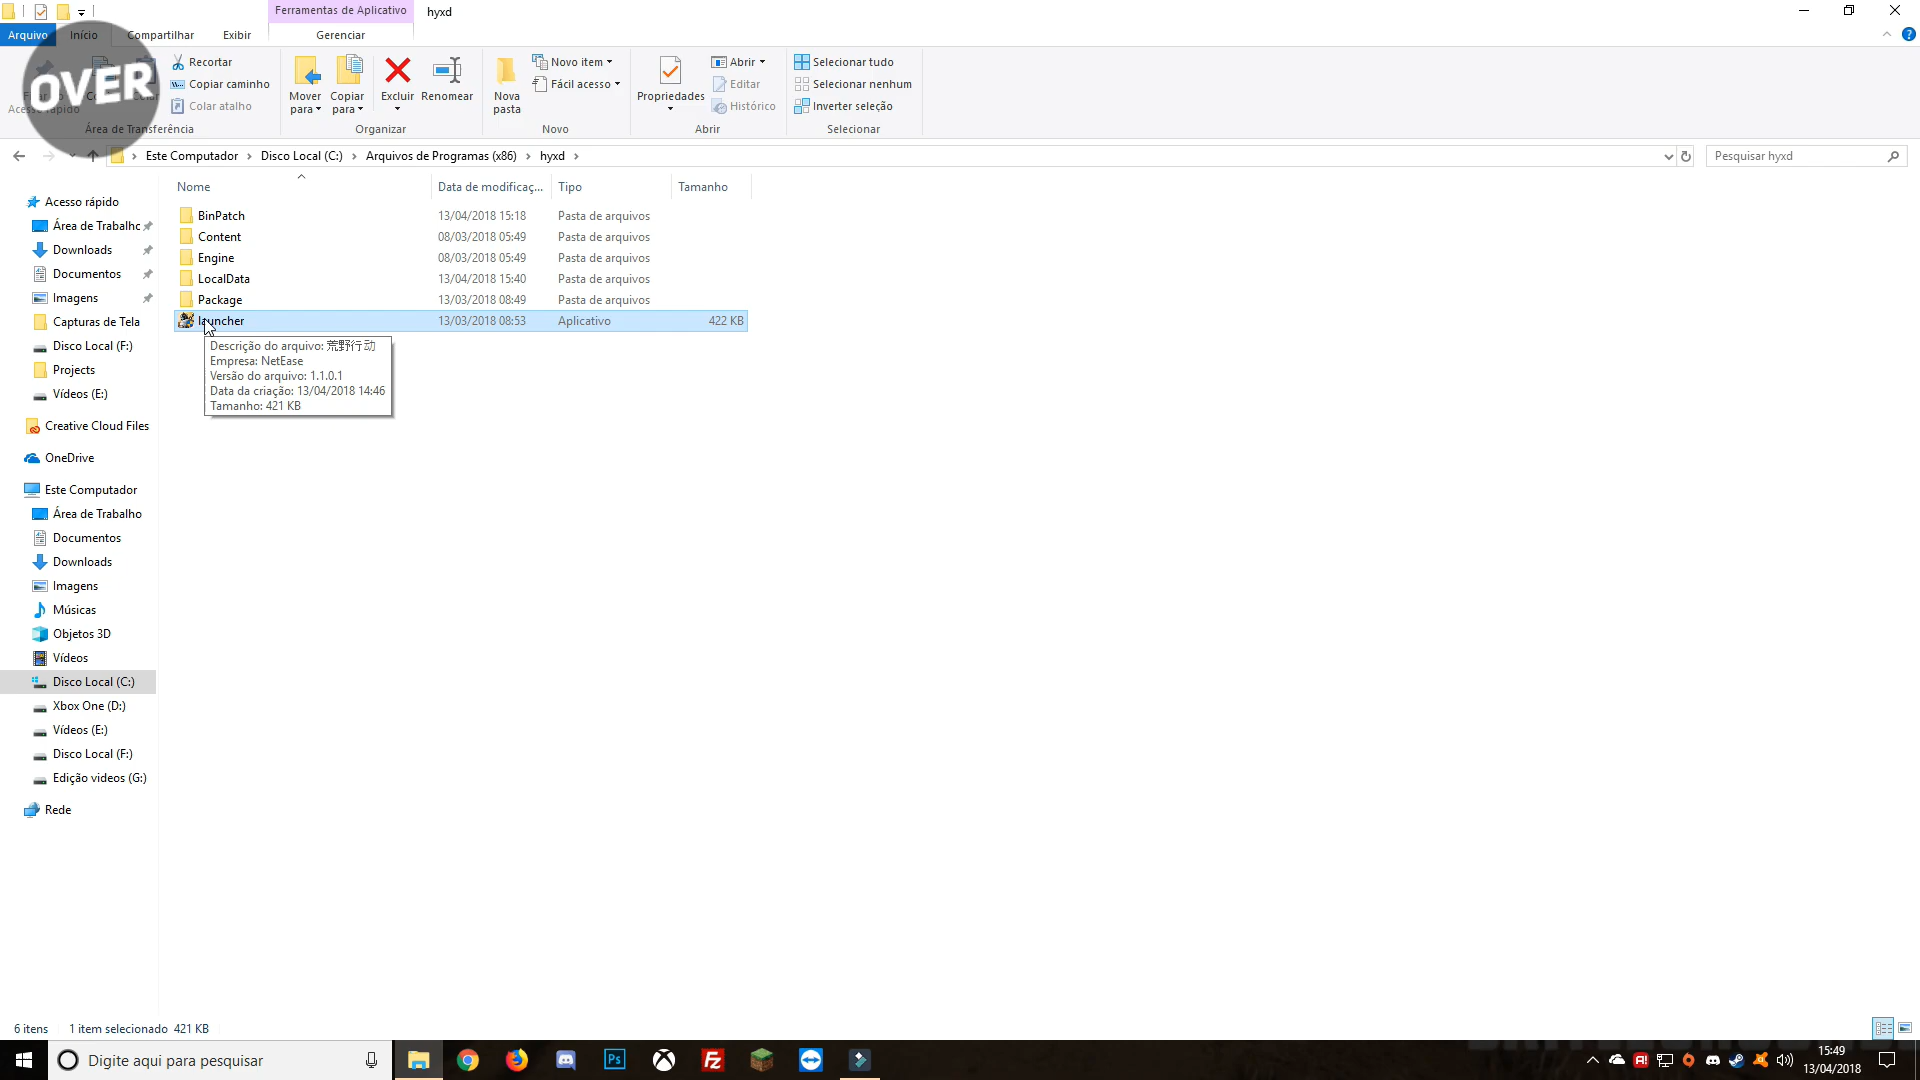 Ferramentas de Aplicativo
hyxd
Arquivo
Início
Compartilhar
Exibir
Gerenciar
OVER
Recortar
Copiar caminho
Colar atalho
Área de Transferência
Mover para
Copiar para
Excluir
Renomear
Organizar
Nova pasta
Novo item
Fácil acesso
Novo
Propriedades
Abrir
Editar
Histórico
Abrir
Selecionar tudo
Selecionar nenhum
Inverter seleção
Selecionar
Este Computador
Disco Local (C:)
Arquivos de Programas (x86)
hyxd
Pesquisar hyxd
Nome
Data de modificaç...
Tipo
Tamanho
BinPatch 13/04/2018 15:18 Pasta de arquivos
Content 08/03/2018 05:49 Pasta de arquivos
Engine 08/03/2018 05:49 Pasta de arquivos
LocalData 13/04/2018 15:40 Pasta de arquivos
Package 13/03/2018 08:49 Pasta de arquivos
launcher 13/03/2018 08:53 Aplicativo 422 KB
Descrição do arquivo: 荒野行动
Empresa: NetEase
Versão do arquivo: 1.1.0.1
Data da criação: 13/04/2018 14:46
Tamanho: 421 KB
Acesso rápido
Área de Trabalhc
Downloads
Documentos
Imagens
Capturas de Tela
Disco Local (F:)
Projects
Vídeos (E:)
Creative Cloud Files
OneDrive
Este Computador
Área de Trabalho
Documentos
Downloads
Imagens
Músicas
Objetos 3D
Vídeos
Disco Local (C:)
Xbox One (D:)
Vídeos (E:)
Disco Local (F:)
Edição videos (G:)
Rede
6 itens
1 item selecionado 421 KB
Digite aqui para pesquisar
Ps
FZ
15:49
13/04/2018